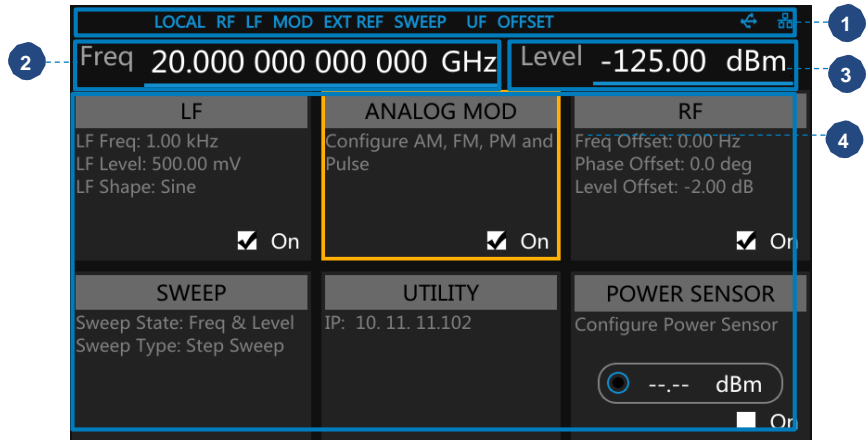 LOCAL RF LF MOD EXT REF SWEEP UF OFFSET
1
2
Freq 20.000 000 000 000 GHz
Level -125.00 dBm
3
LF
LF Freq: 1.00 kHz
LF Level: 500.00 mV
LF Shape: Sine
On
ANALOG MOD
Configure AM, FM, PM and
Pulse
On
RF
Freq Offset: 0.00 Hz
Phase Offset: 0.0 deg
Level Offset: -2.00 dB
On
4
SWEEP
Sweep State: Freq & Level
Sweep Type: Step Sweep
UTILITY
IP: 10. 11. 11.102
POWER SENSOR
Configure Power Sensor
--.-- dBm
On